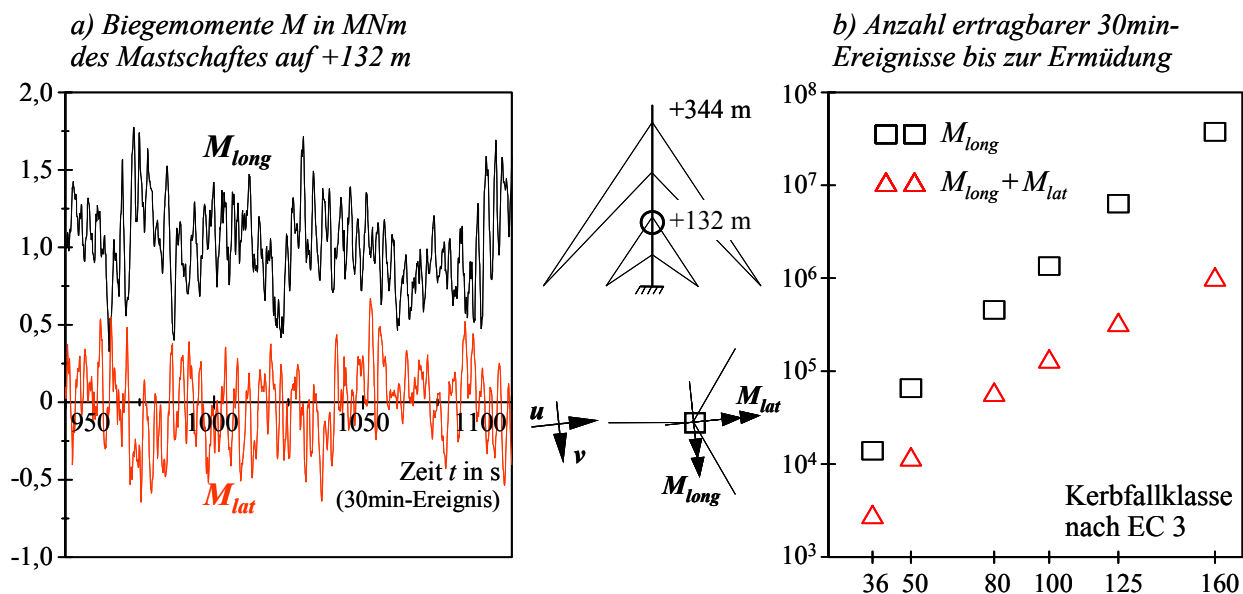 a) Biegemomente M in MNm
des Mastschaftes auf +132 m
2,0
1,5
1,0
0,5
0
-0,5
-1,0
M_long
950
1000
1050
1100
Zeit t in s
(30min-Ereignis)
M_lat
+344 m
+132 m
u
v
M_lat
M_long
b) Anzahl ertragbarer 30min-
Ereignisse bis zur Ermüdung
10^8
10^7
10^6
10^5
10^4
10^3
M_long
M_long+M_lat
Kerbfallklasse
nach EC 3
36 50 80 100 125 160